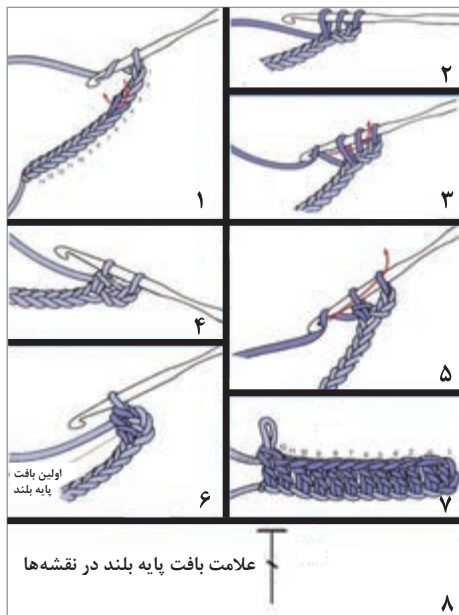 ۱
۲
۳
۴
۵
اولین بافت
پایه بلند
۶
۷
علامت بافت پایه بلند در نقشه‌ها
۸